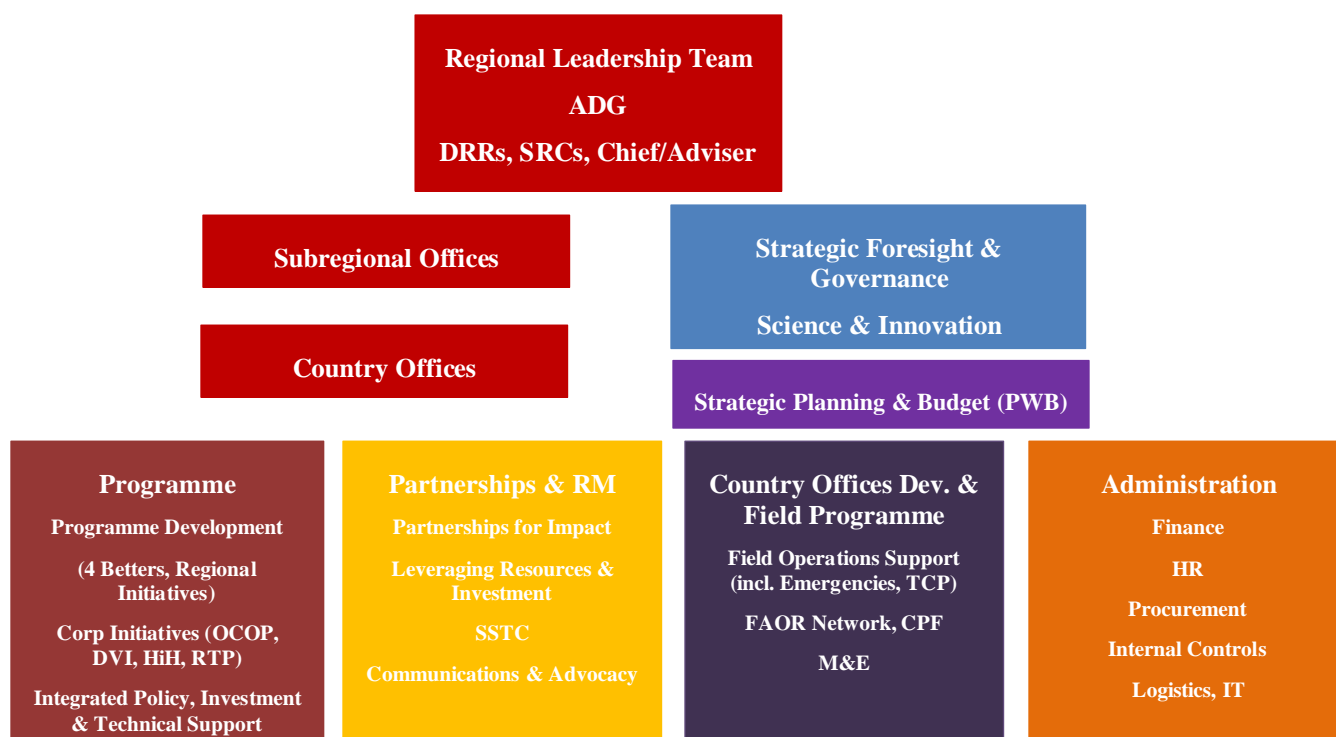 Regional Leadership Team
ADG
DRRs, SRCs, Chief/Adviser
Subregional Offices
Strategic Foresight &
Governance
Science & Innovation
Country Offices
Strategic Planning & Budget (PWB)
Programme
Programme Development
(4 Betters, Regional
Initiatives)
Corp Initiatives (OCOP,
DVI, HiH, RTP)
Integrated Policy, Investment
& Technical Support
Partnerships & RM
Partnerships for Impact
Leveraging Resources &
Investment
SSTC
Communications & Advocacy
Country Offices Dev. &
Field Programme
Field Operations Support
(incl. Emergencies, TCP)
FAOR Network, CPF
M&E
Administration
Finance
HR
Procurement
Internal Controls
Logistics, IT